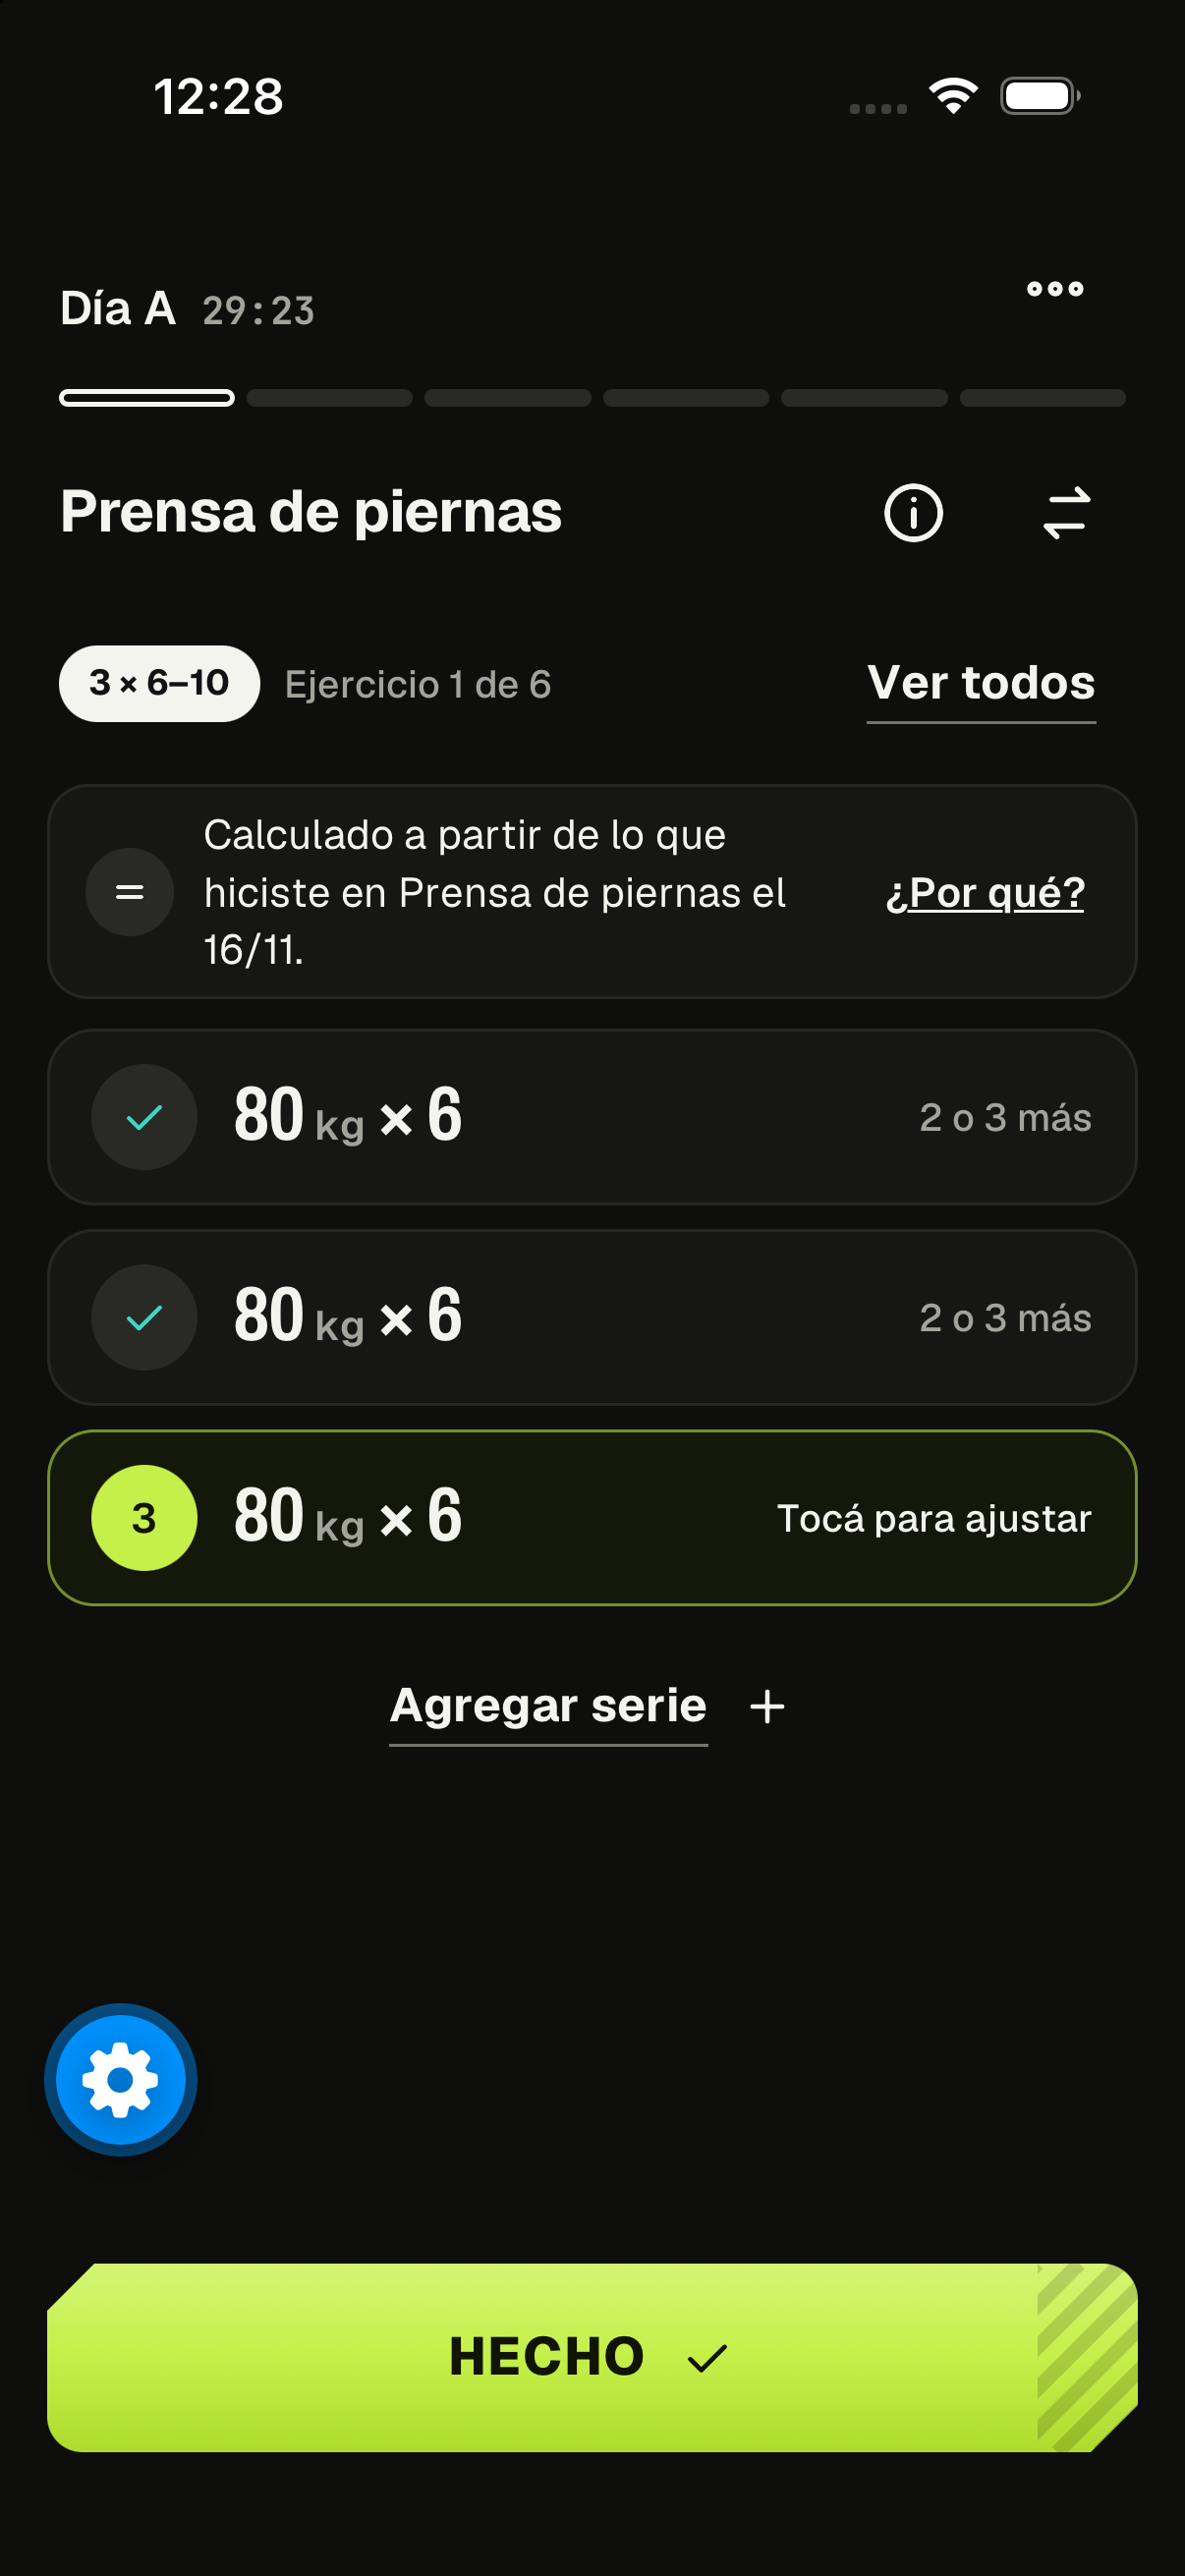 12:28
Día A 29:23
Prensa de piernas
3 × 6–10 Ejercicio 1 de 6 Ver todos
Calculado a partir de lo que
hiciste en Prensa de piernas el
16/11.
¿Por qué?
80 kg × 6 2 o 3 más
80 kg × 6 2 o 3 más
3 80 kg × 6 Tocá para ajustar
Agregar serie +
HECHO